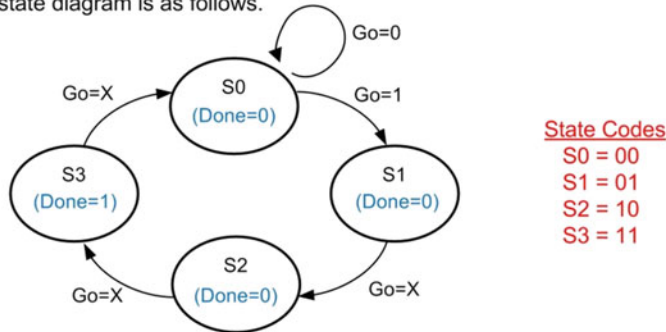 state diagram is as follows.
Go=0
S0
(Done=0)
Go=X
Go=1
S3
(Done=1)
S1
(Done=0)
S2
(Done=0)
Go=X
Go=X
State Codes
S0 = 00
S1 = 01
S2 = 10
S3 = 11